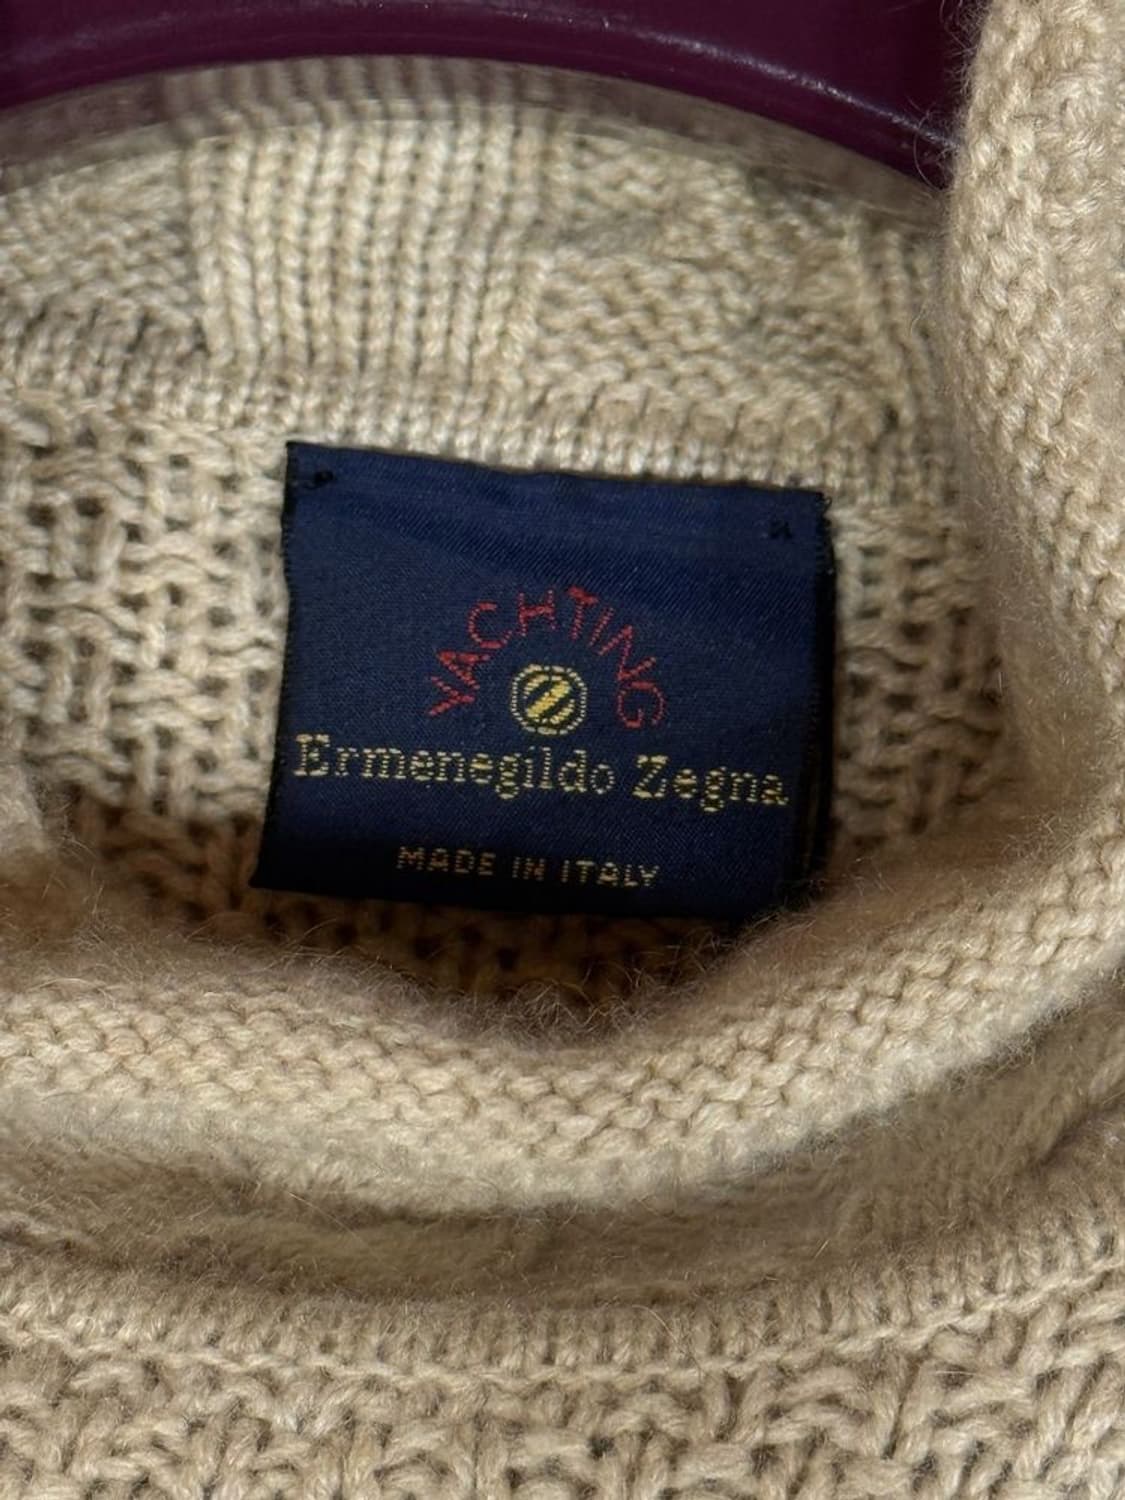 YACHTING
Z
Ermenegildo Zegna
MADE IN ITALY